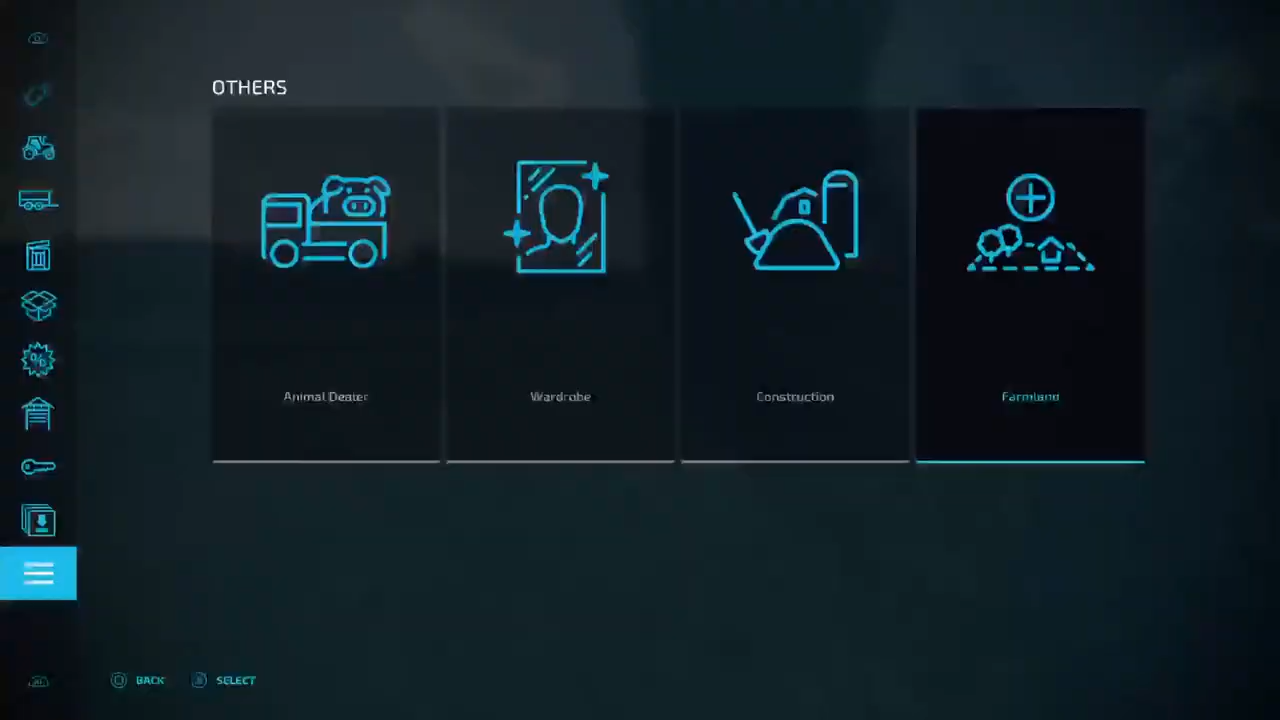 OTHERS
Animal Dealer
Wardrobe
Construction
Farmland
BACK
SELECT